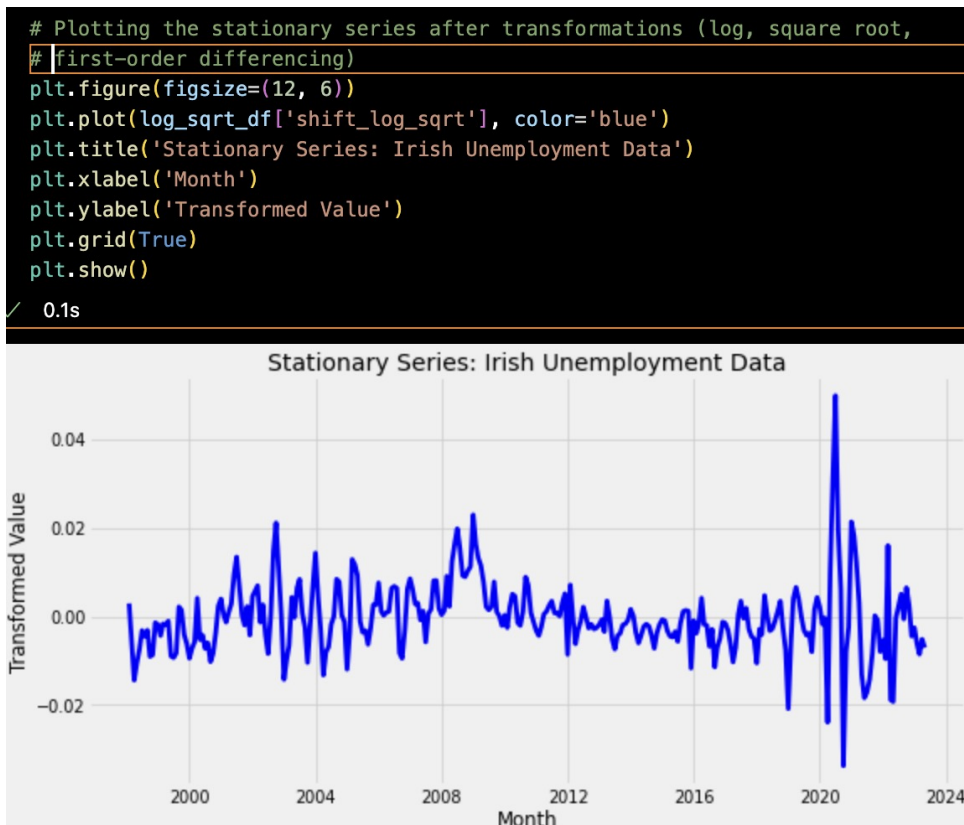 # Plotting the stationary series after transformations (log, square root,
# first-order differencing)
plt.figure(figsize=(12, 6))
plt.plot(log_sqrt_df['shift_log_sqrt'], color='blue')
plt.title('Stationary Series: Irish Unemployment Data')
plt.xlabel('Month')
plt.ylabel('Transformed Value')
plt.grid(True)
plt.show()
✓ 0.1s
Stationary Series: Irish Unemployment Data
Transformed Value
0.04
0.02
0.00
−0.02
2000 2004 2008 2012 2016 2020 2024
Month